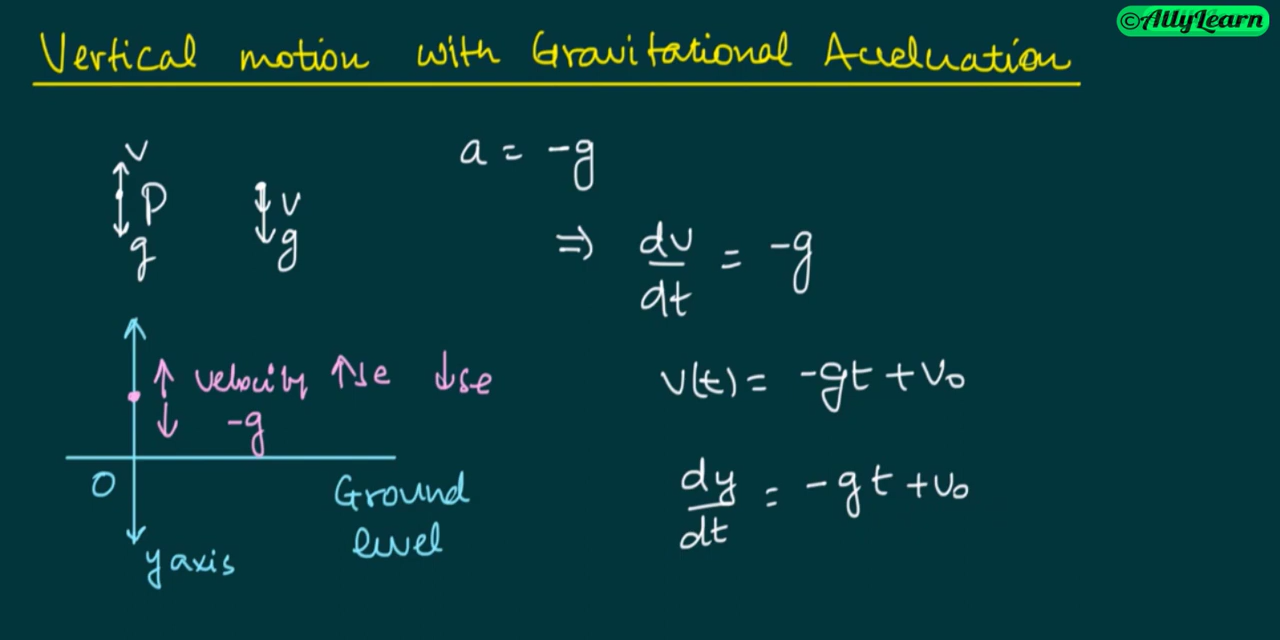 ©AllyLearn
Vertical motion with Gravitational Acceleration
v
P
g
v
g
a = -g
⇒ dv/dt = -g
↑ velocity ↑se ↓se
↓ -g
v(t) = -gt + v₀
O
Ground
level
y axis
dy/dt = -gt + v₀